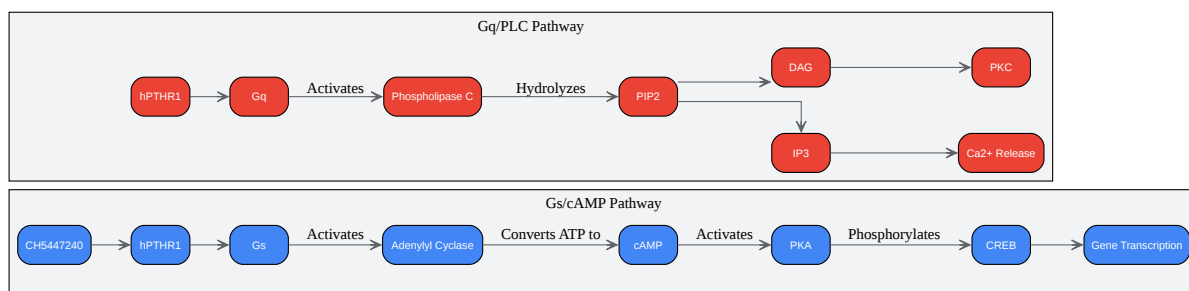 Gq/PLC Pathway
hPTHR1
Gq
Activates
Phospholipase C
Hydrolyzes
PIP2
DAG
PKC
IP3
Ca2+ Release
Gs/cAMP Pathway
CH5447240
hPTHR1
Gs
Activates
Adenylyl Cyclase
Converts ATP to
cAMP
Activates
PKA
Phosphorylates
CREB
Gene Transcription